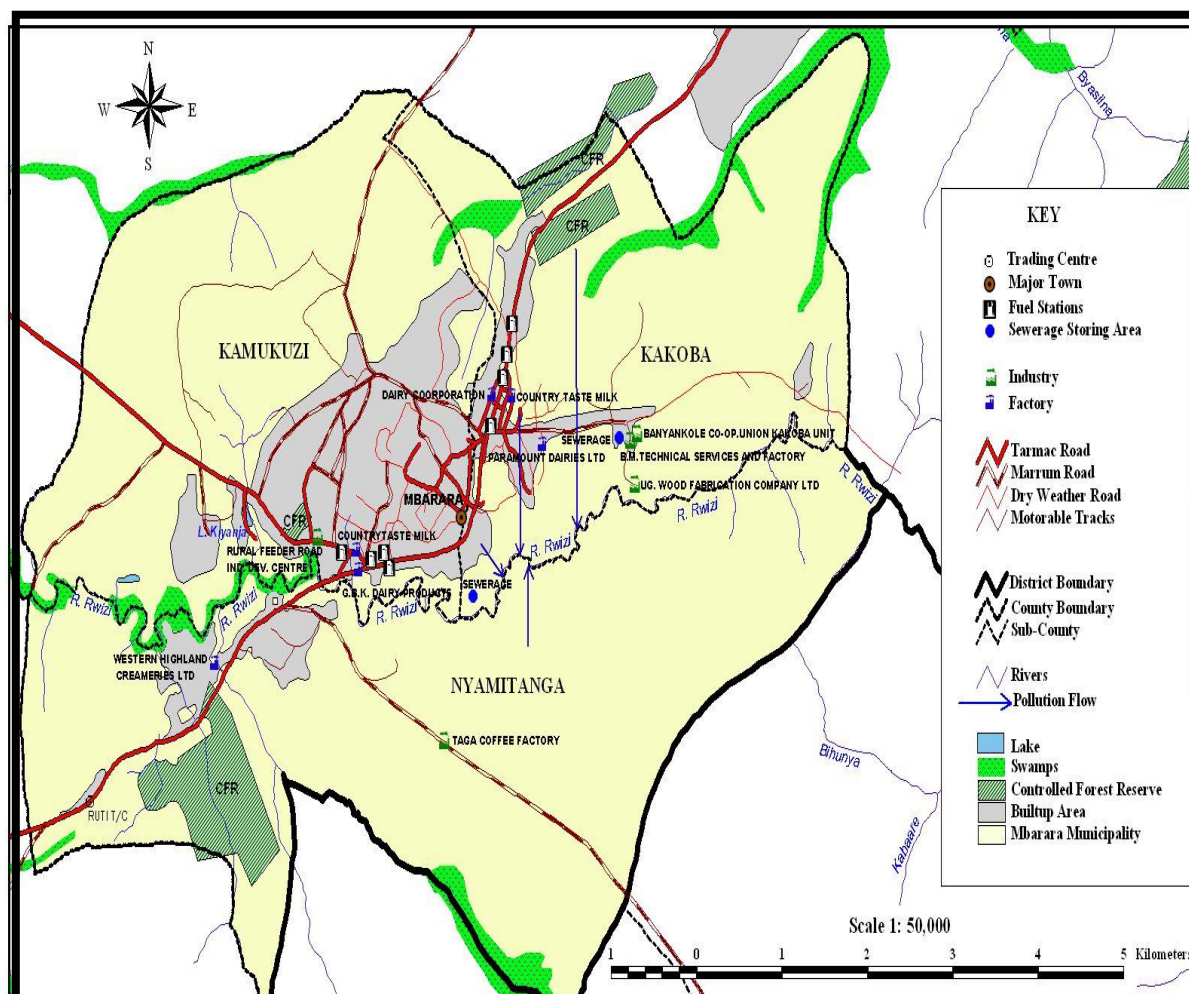 N
W E
S
Byasilna
CFR
CFR
KAMUKUZI
KAKOBA
DAIRY COORPORATION
COUNTRY TASTE MILK
SEWERAGE
BANYANKOLE CO-OP.UNION KAKOBA UNIT
PARAMOUNT DAIRIES LTD
B.M.TECHNICAL SERVICES AND FACTORY
UG. WOOD FABRICATION COMPANY LTD
R. Rwizi
R. Rwizi
MBARARA
CFR
L. Kiyanja
COUNTRYTASTE MILK
RURAL FEEDER ROAD
IND. DEV. CENTRE
R. Rwizi
G.B.K. DAIRY PRODUCTS
SEWERAGE
R. Rwizi
R. Rwizi
R. Rwizi
WESTERN HIGHLAND
CREAMERIES LTD
NYAMITANGA
TAGA COFFEE FACTORY
CFR
RUTI T/C
Bihunya
Kabaare
KEY
Trading Centre
Major Town
Fuel Stations
Sewerage Storing Area
Industry
Factory
Tarmac Road
Marrum Road
Dry Weather Road
Motorable Tracks
District Boundary
County Boundary
Sub-County
Rivers
Pollution Flow
Lake
Swamps
Controlled Forest Reserve
Builtup Area
Mbarara Municipality
Scale 1: 50,000
1 0 1 2 3 4 5 Kilometers